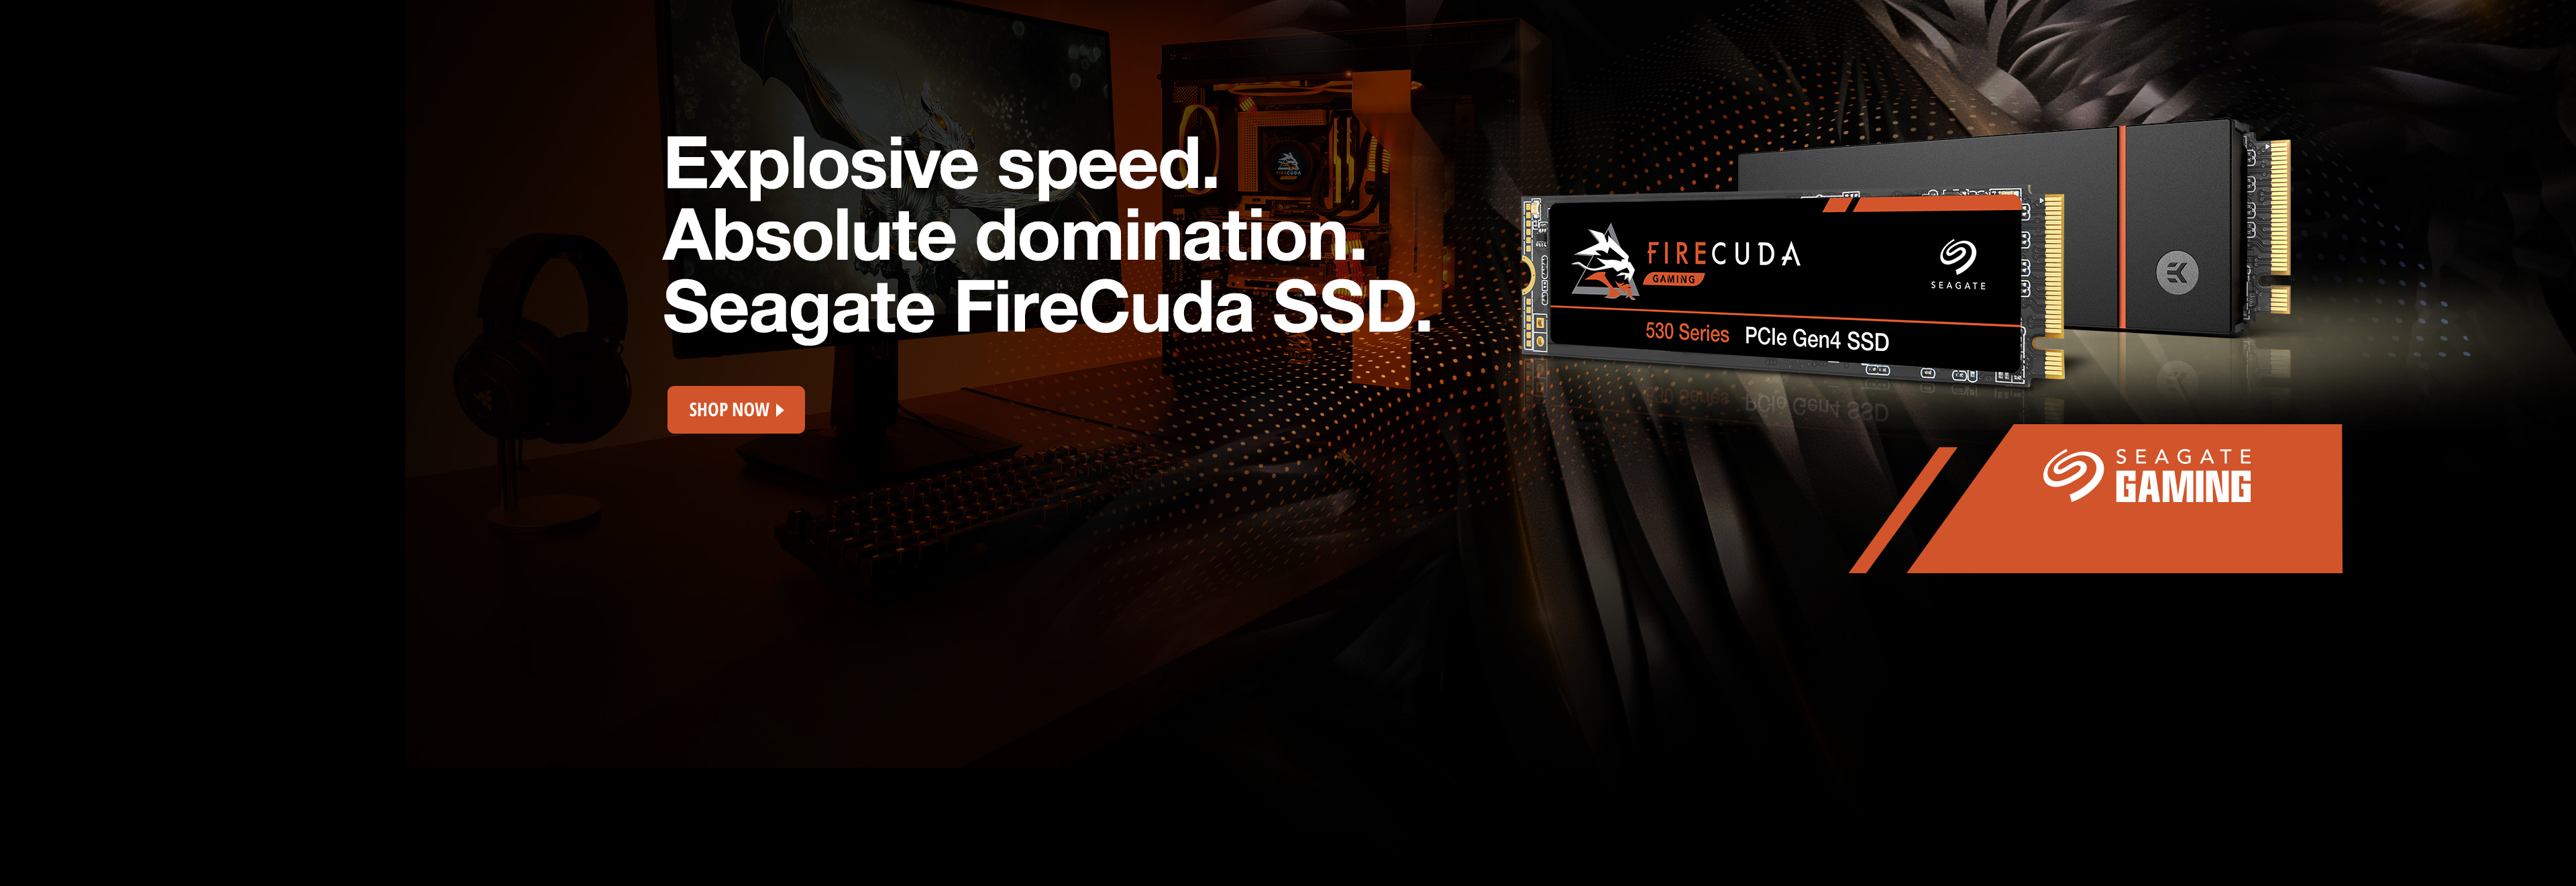 Explosive speed.
Absolute domination.
Seagate FireCuda SSD.
SHOP NOW
FIRECUDA
GAMING
SEAGATE
530 Series PCIe Gen4 SSD
SEAGATE
GAMING
FIRECUDA